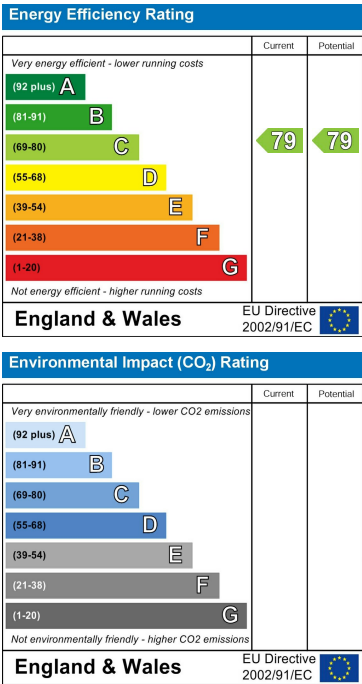 Energy Efficiency Rating
Current Potential
Very energy efficient - lower running costs
(92 plus) A
(81-91) B
(69-80) C 79 79
(55-68) D
(39-54) E
(21-38) F
(1-20) G
Not energy efficient - higher running costs
England & Wales EU Directive
2002/91/EC
Environmental Impact (CO₂) Rating
Current Potential
Very environmentally friendly - lower CO2 emissions
(92 plus) A
(81-91) B
(69-80) C
(55-68) D
(39-54) E
(21-38) F
(1-20) G
Not environmentally friendly - higher CO2 emissions
England & Wales EU Directive
2002/91/EC